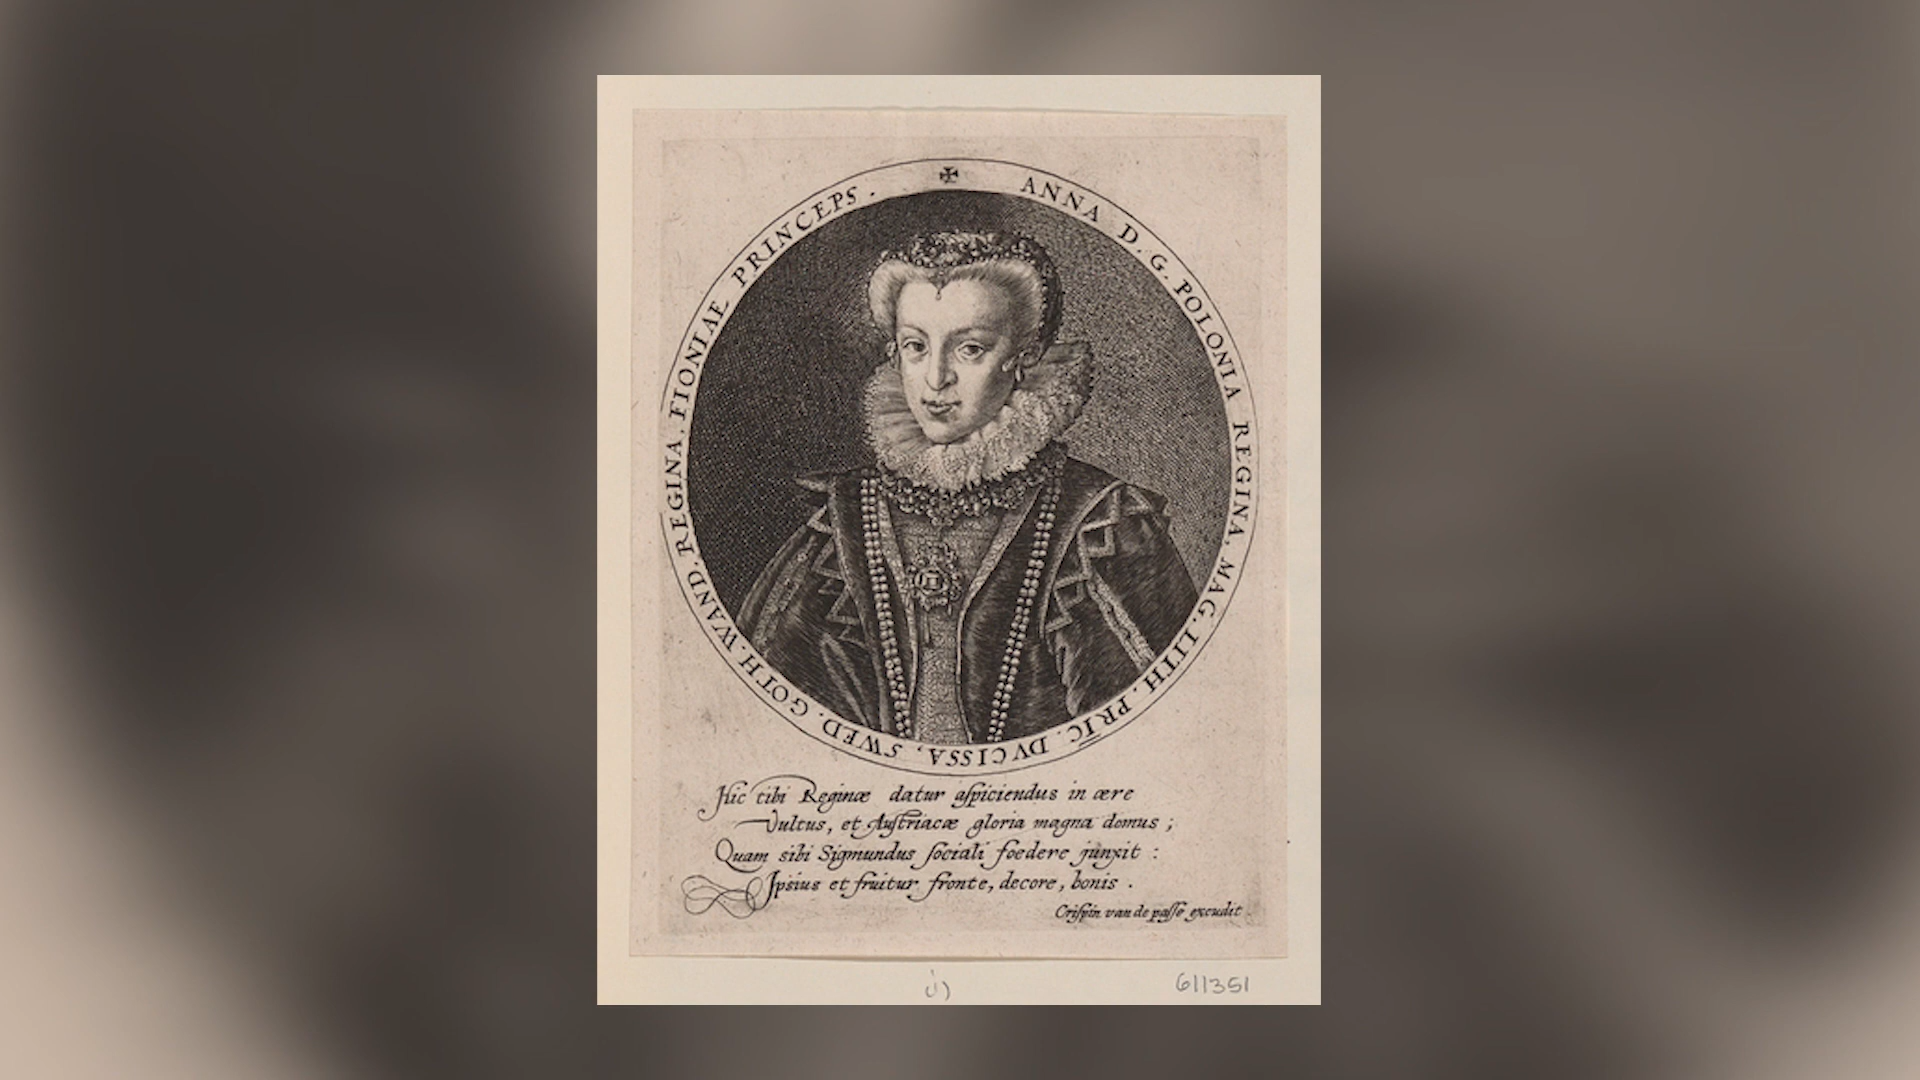 ✠ ANNA D. G. POLONIA REGINA, MAG. LITH. PRIC. DVCISSA, SWED. GOTH. WAND. REGINA. FIONIAE PRINCEPS.
Hic tibi Reginæ datur aſpiciendus in ære
Vultus, et Auſtriacæ gloria magna domus ;
Quam sibi Sigmundus ſociali foedere junxit :
Ipsius et fruitur fronte, decore, bonis .
Criſpin van de paſſe excudit
611351